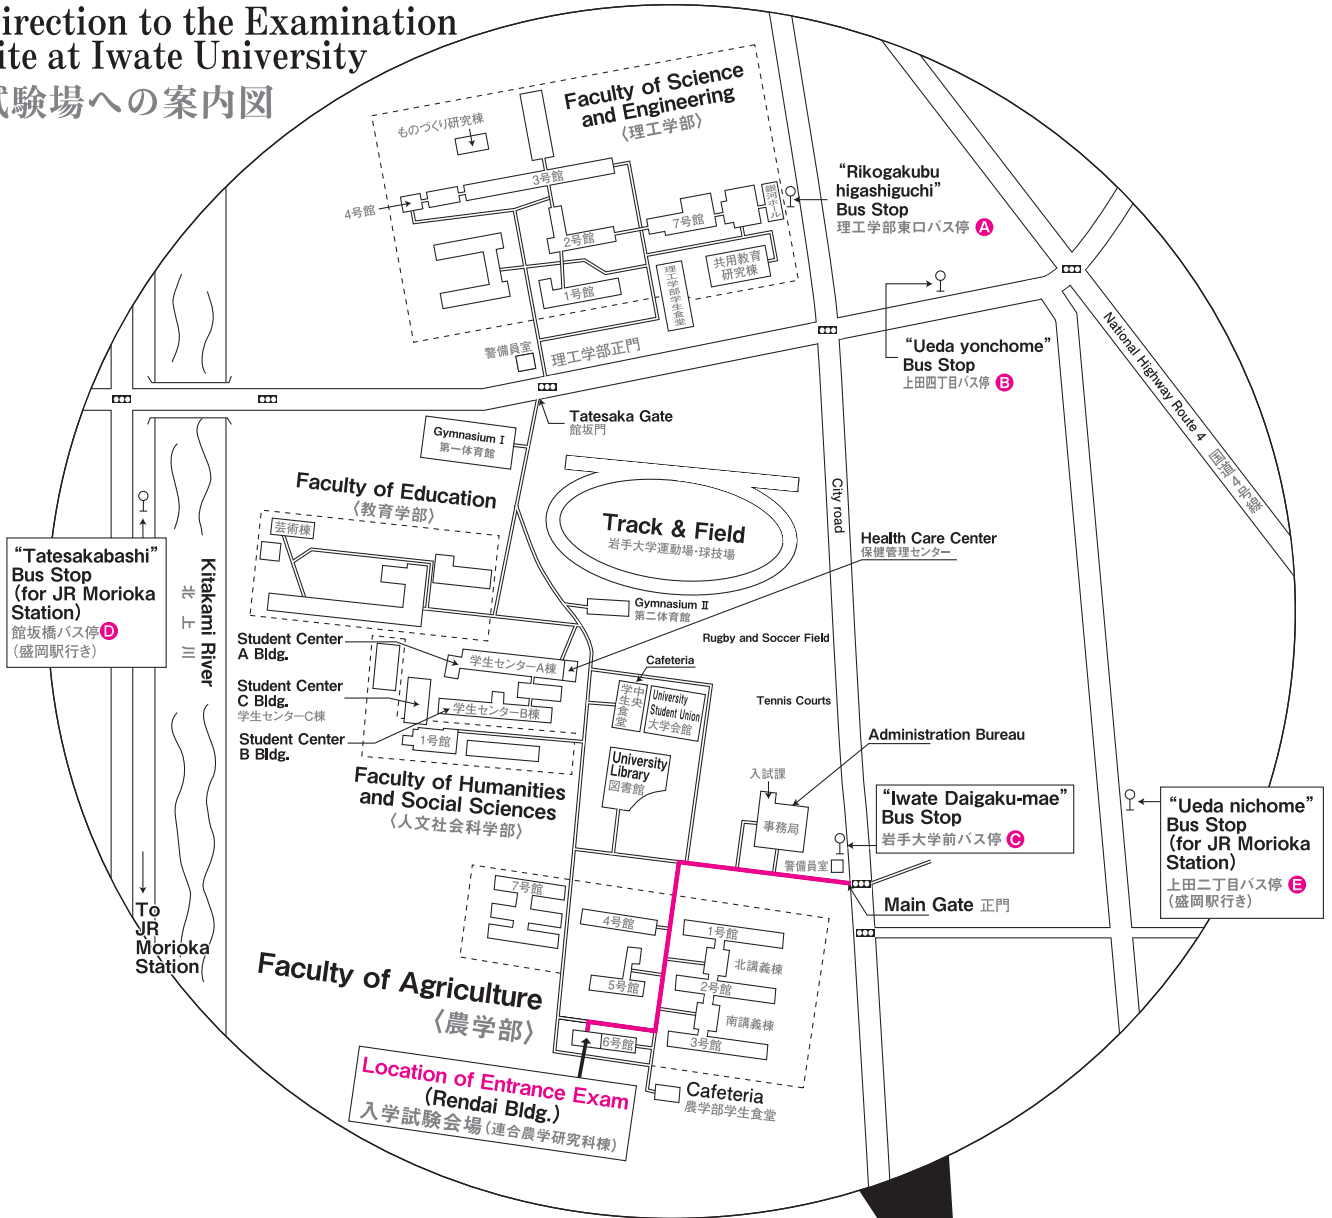 irection to the Examination
ite at Iwate University
試験場への案内図
Faculty of Science
and Engineering
〈理工学部〉
ものづくり研究棟
3号館
4号館
2号館
7号館
銀河ホール
1号館
理工学部学生食堂
共用教育
研究棟
警備員室
理工学部正門
“Rikogakubu
higashiguchi”
Bus Stop
理工学部東口バス停 A
“Ueda yonchome”
Bus Stop
上田四丁目バス停 B
National Highway Route 4
国道4号線
Tatesaka Gate
館坂門
Gymnasium I
第一体育館
Faculty of Education
〈教育学部〉
芸術棟
Track & Field
岩手大学運動場・球技場
City road
Health Care Center
保健管理センター
“Tatesakabashi”
Bus Stop
(for JR Morioka
Station)
館坂橋バス停 D
(盛岡駅行き)
Kitakami River
北上川
Gymnasium II
第二体育館
Rugby and Soccer Field
Student Center
A Bldg.
学生センターA棟
Cafeteria
中央
学生食堂
University
Student Union
大学会館
Tennis Courts
Student Center
C Bldg.
学生センターC棟
学生センターB棟
Student Center
B Bldg.
1号館
University
Library
図書館
Administration Bureau
入試課
事務局
Faculty of Humanities
and Social Sciences
〈人文社会科学部〉
“Iwate Daigaku-mae”
Bus Stop
岩手大学前バス停 C
“Ueda nichome”
Bus Stop
(for JR Morioka
Station)
上田二丁目バス停 E
(盛岡駅行き)
警備員室
Main Gate 正門
To
JR
Morioka
Station
7号館
4号館
1号館
北講義棟
5号館
2号館
南講義棟
6号館
3号館
Faculty of Agriculture
〈農学部〉
Location of Entrance Exam
(Rendai Bldg.)
入学試験会場(連合農学研究科棟)
Cafeteria
農学部学生食堂